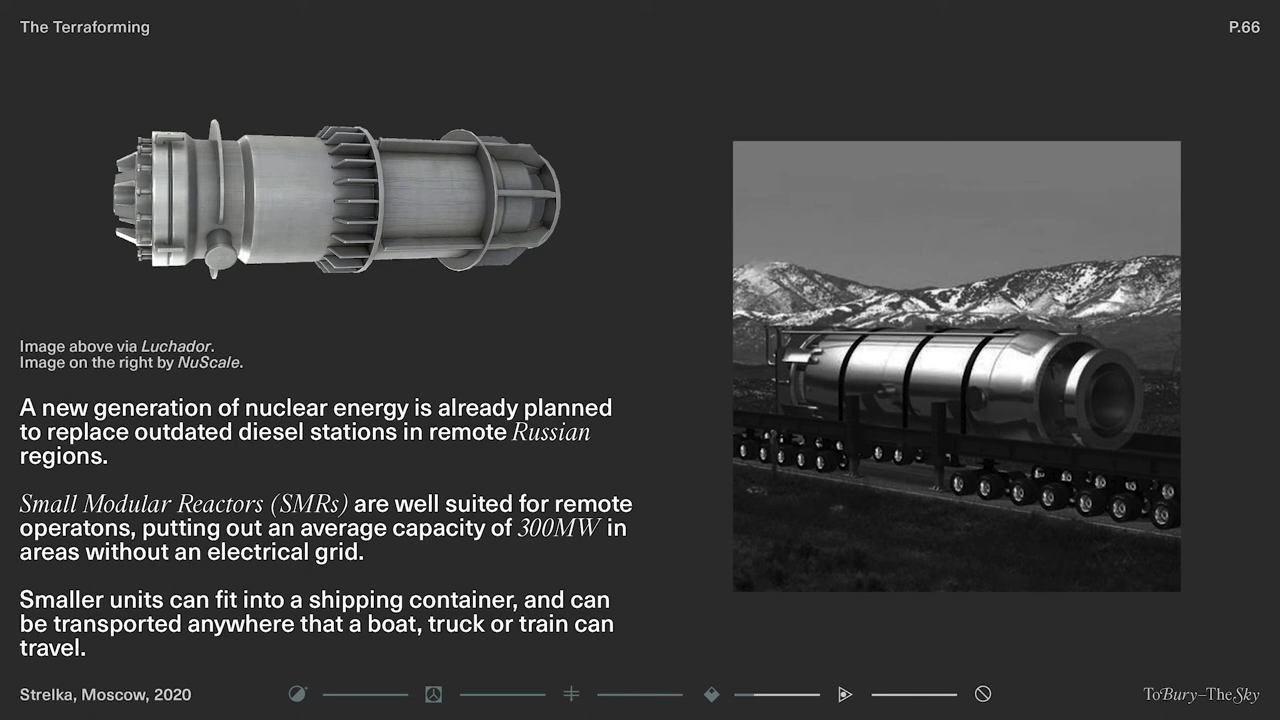 The Terraforming
P.66
Image above via Luchador.
Image on the right by NuScale.
A new generation of nuclear energy is already planned
to replace outdated diesel stations in remote Russian
regions.
Small Modular Reactors (SMRs) are well suited for remote
operatons, putting out an average capacity of 300MW in
areas without an electrical grid.
Smaller units can fit into a shipping container, and can
be transported anywhere that a boat, truck or train can
travel.
Strelka, Moscow, 2020
ToBury–TheSky